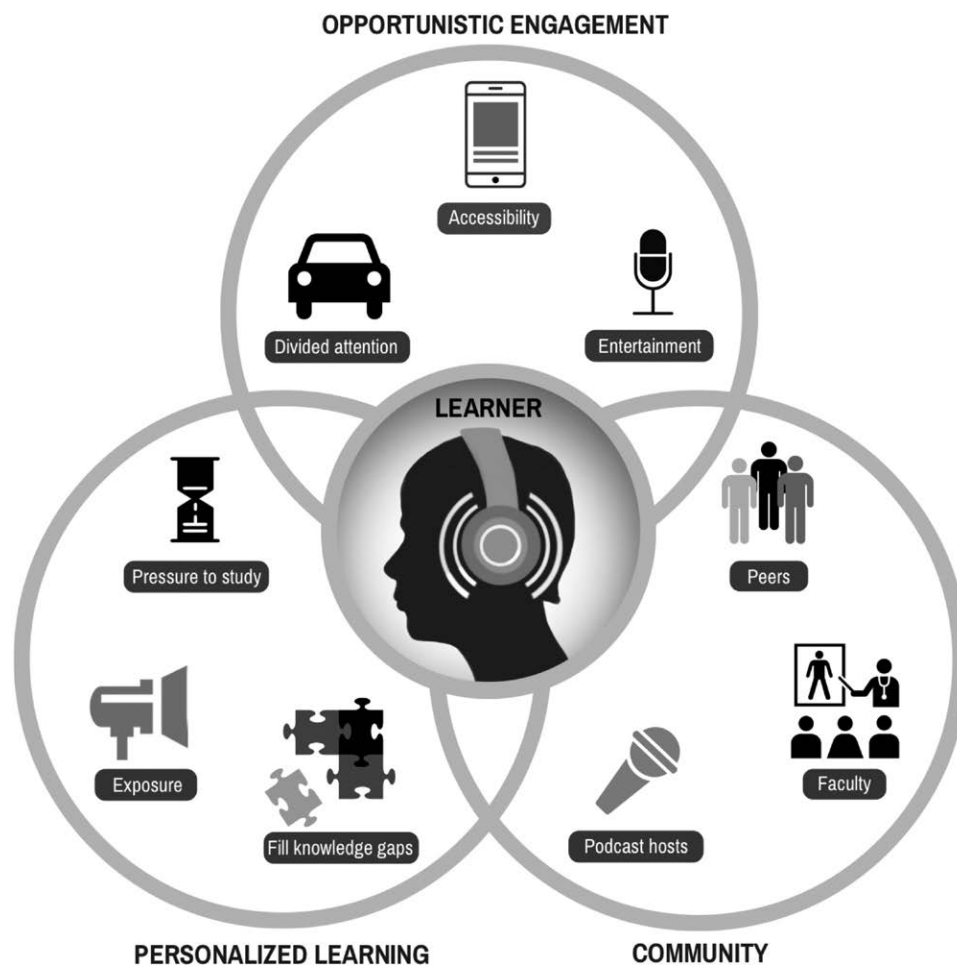 OPPORTUNISTIC ENGAGEMENT
Accessibility
Divided attention
Entertainment
LEARNER
Pressure to study
Peers
Exposure
Faculty
Fill knowledge gaps
Podcast hosts
PERSONALIZED LEARNING
COMMUNITY